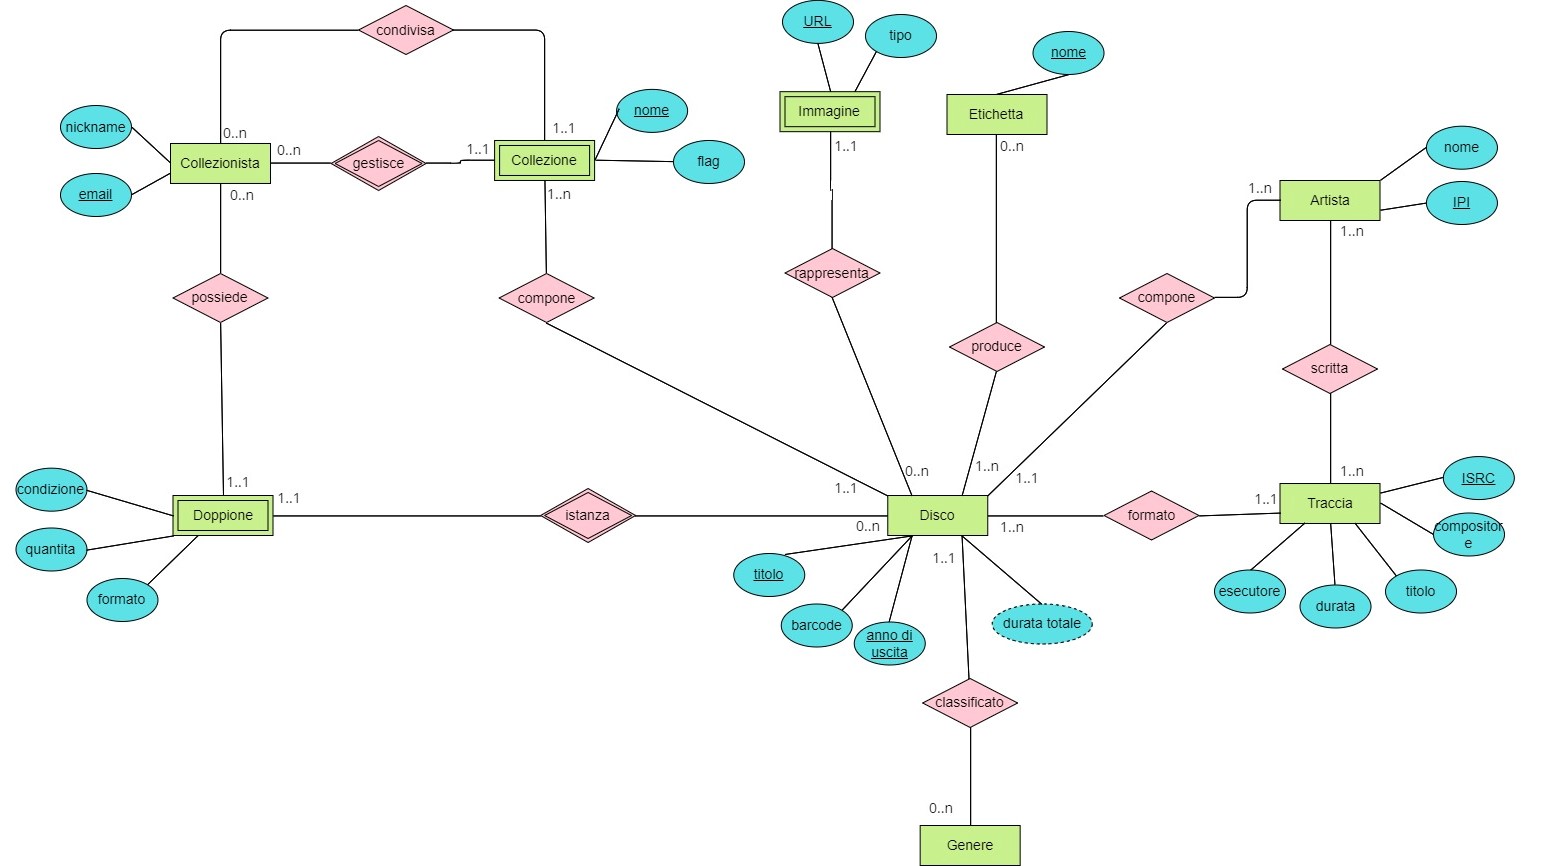 condivisa
URL
tipo
nome
nickname
nome
Immagine
Etichetta
0..n
1..1
nome
Collezionista
0..n
gestisce
1..1
Collezione
flag
1..1
0..n
Artista
1..n
email
0..n
1..n
IPI
1..n
possiede
compone
rappresenta
compone
produce
scritta
condizione
1..1
1..1
1..1
0..n
1..n
1..1
1..n
ISRC
Doppione
istanza
0..n
Disco
1..n
formato
1..1
Traccia
compositor
e
quantita
formato
titolo
1..1
barcode
anno di
uscita
durata totale
esecutore
durata
titolo
classificato
0..n
Genere